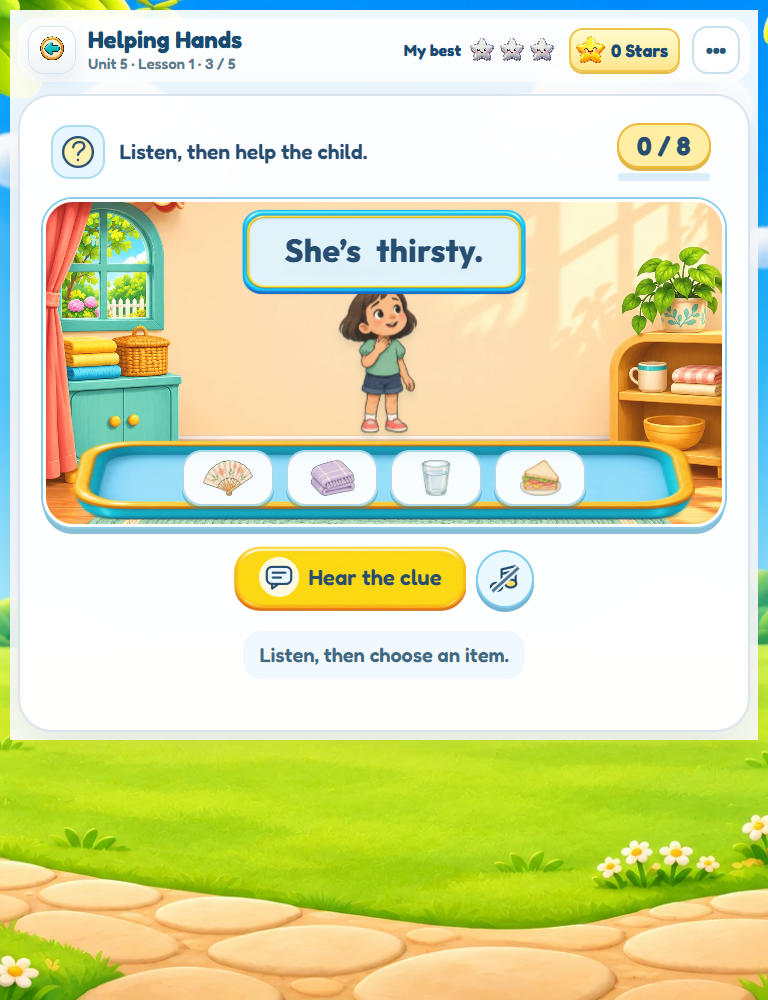 Helping Hands
Unit 5 · Lesson 1 · 3 / 5
My best
0 Stars
Listen, then help the child.
0 / 8
She's thirsty.
Hear the clue
Listen, then choose an item.